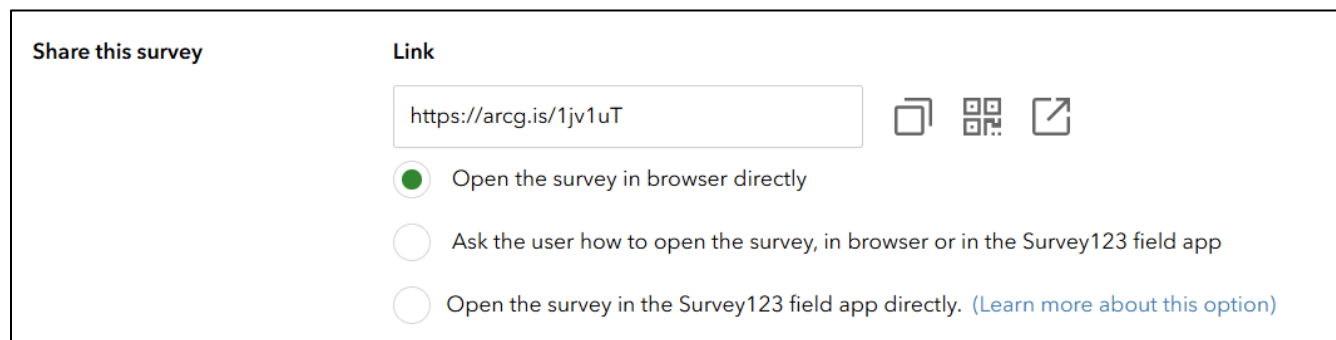 Share this survey
Link
https://arcg.is/1jv1uT
Open the survey in browser directly
Ask the user how to open the survey, in browser or in the Survey123 field app
Open the survey in the Survey123 field app directly. (Learn more about this option)